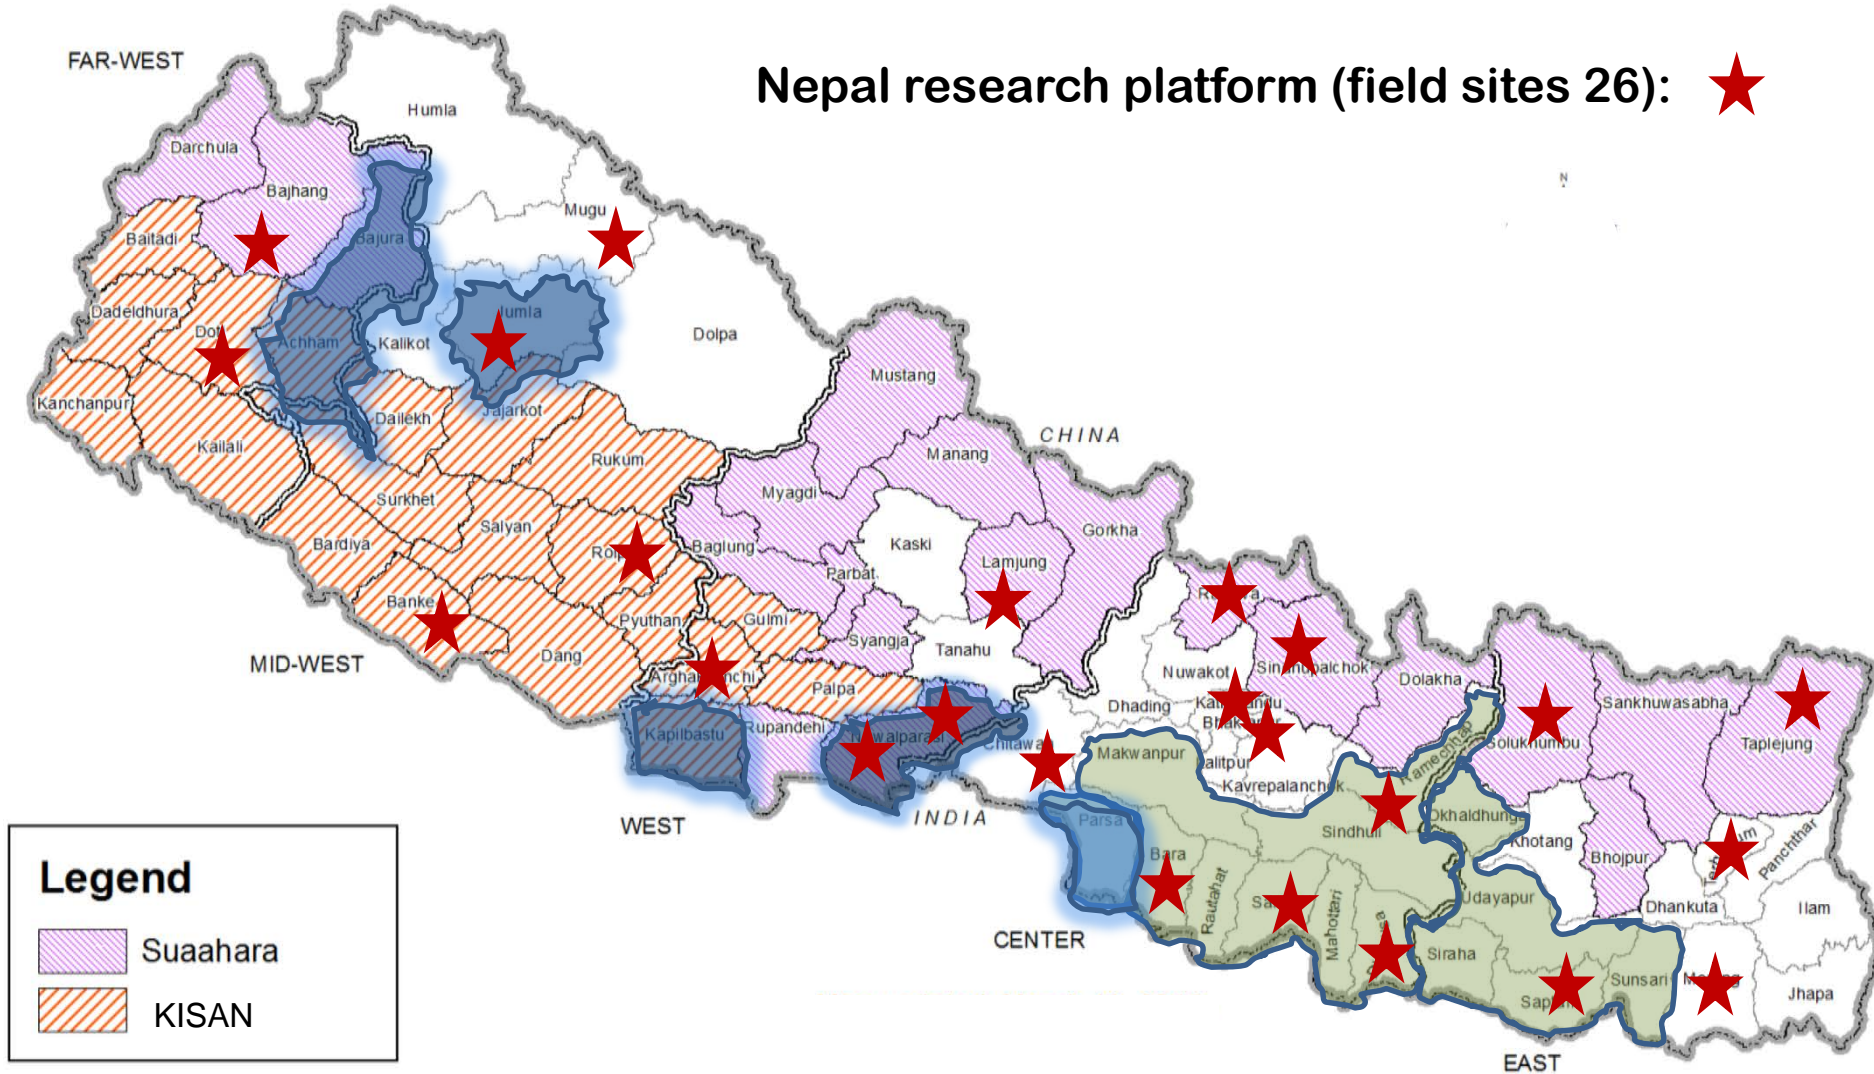 FAR-WEST
Nepal research platform (field sites 26):
Humla
Darchula
Bajhang
N
Mugu
Baitadi
Bajura
Dadeldhura
Jumla
Achham
Kalikot
Dolpa
Mustang
Kanchanpur
Dailekh
Jajarkot
CHINA
Kailali
Rukum
Manang
Myagdi
Surkhet
Salyan
Gorkha
Bardiya
Kaski
Baglung
Lamjung
Parbat
Banke
Pyuthan
Gulmi
Syangja
Tanahu
MID-WEST
Dang
Nuwakot
Dolakha
Palpa
Sankhuwasabha
Dhading
Rupandehi
Kapilbastu
Taplejung
Makwanpur
Kavrepalanchok
WEST
INDIA
Parsa
Okhaldhunga
Sindhuli
Khotang
Panchthar
Bara
Bhojpur
Legend
Rautahat
Mahottari
Udayapur
Dhankuta
Ilam
CENTER
Suaahara
Siraha
Sunsari
Jhapa
KISAN
EAST